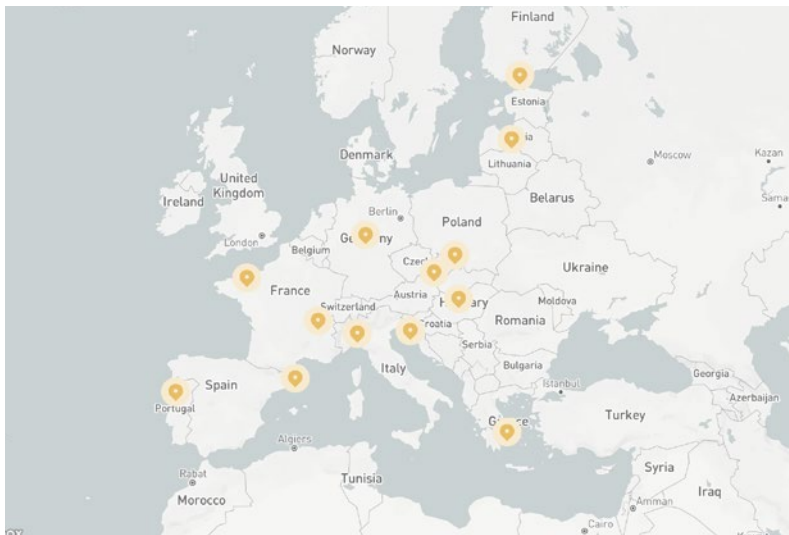 Finland
Norway
Estonia
Moscow
Kazan
Lithuania
Denmark
United
Kingdom
Ireland
Belarus
Berlin
Poland
London
Belgium
Ukraine
France
Austria
Switzerland
Moldova
Romania
Croatia
Serbia
Italy
Bulgaria
Georgia
Spain
Istanbul
Azerbaijan
Portugal
Turkey
Algiers
Syria
Rabat
Tunisia
Iraq
Morocco
Amman
Cairo